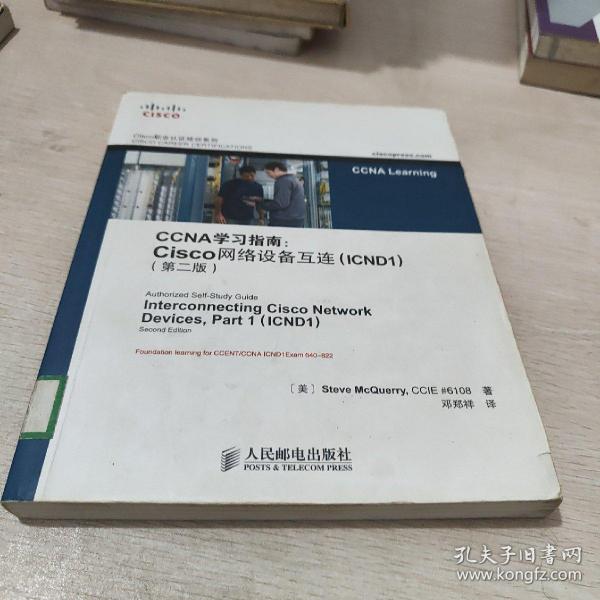 CISCO
Cisco职业认证培训系列
CISCO CAREER CERTIFICATIONS
ciscopress.com
CCNA Learning
CCNA学习指南：
Cisco网络设备互连(ICND1)
(第二版)
Authorized Self-Study Guide
Interconnecting Cisco Network
Devices, Part 1 (ICND1)
Second Edition
Foundation learning for CCENT/CCNA ICND1Exam 640-822
[美] Steve McQuerry, CCIE #6108 著
邓郑祥 译
人民邮电出版社
POSTS & TELECOM PRESS
孔夫子旧书网
www.kongfz.com